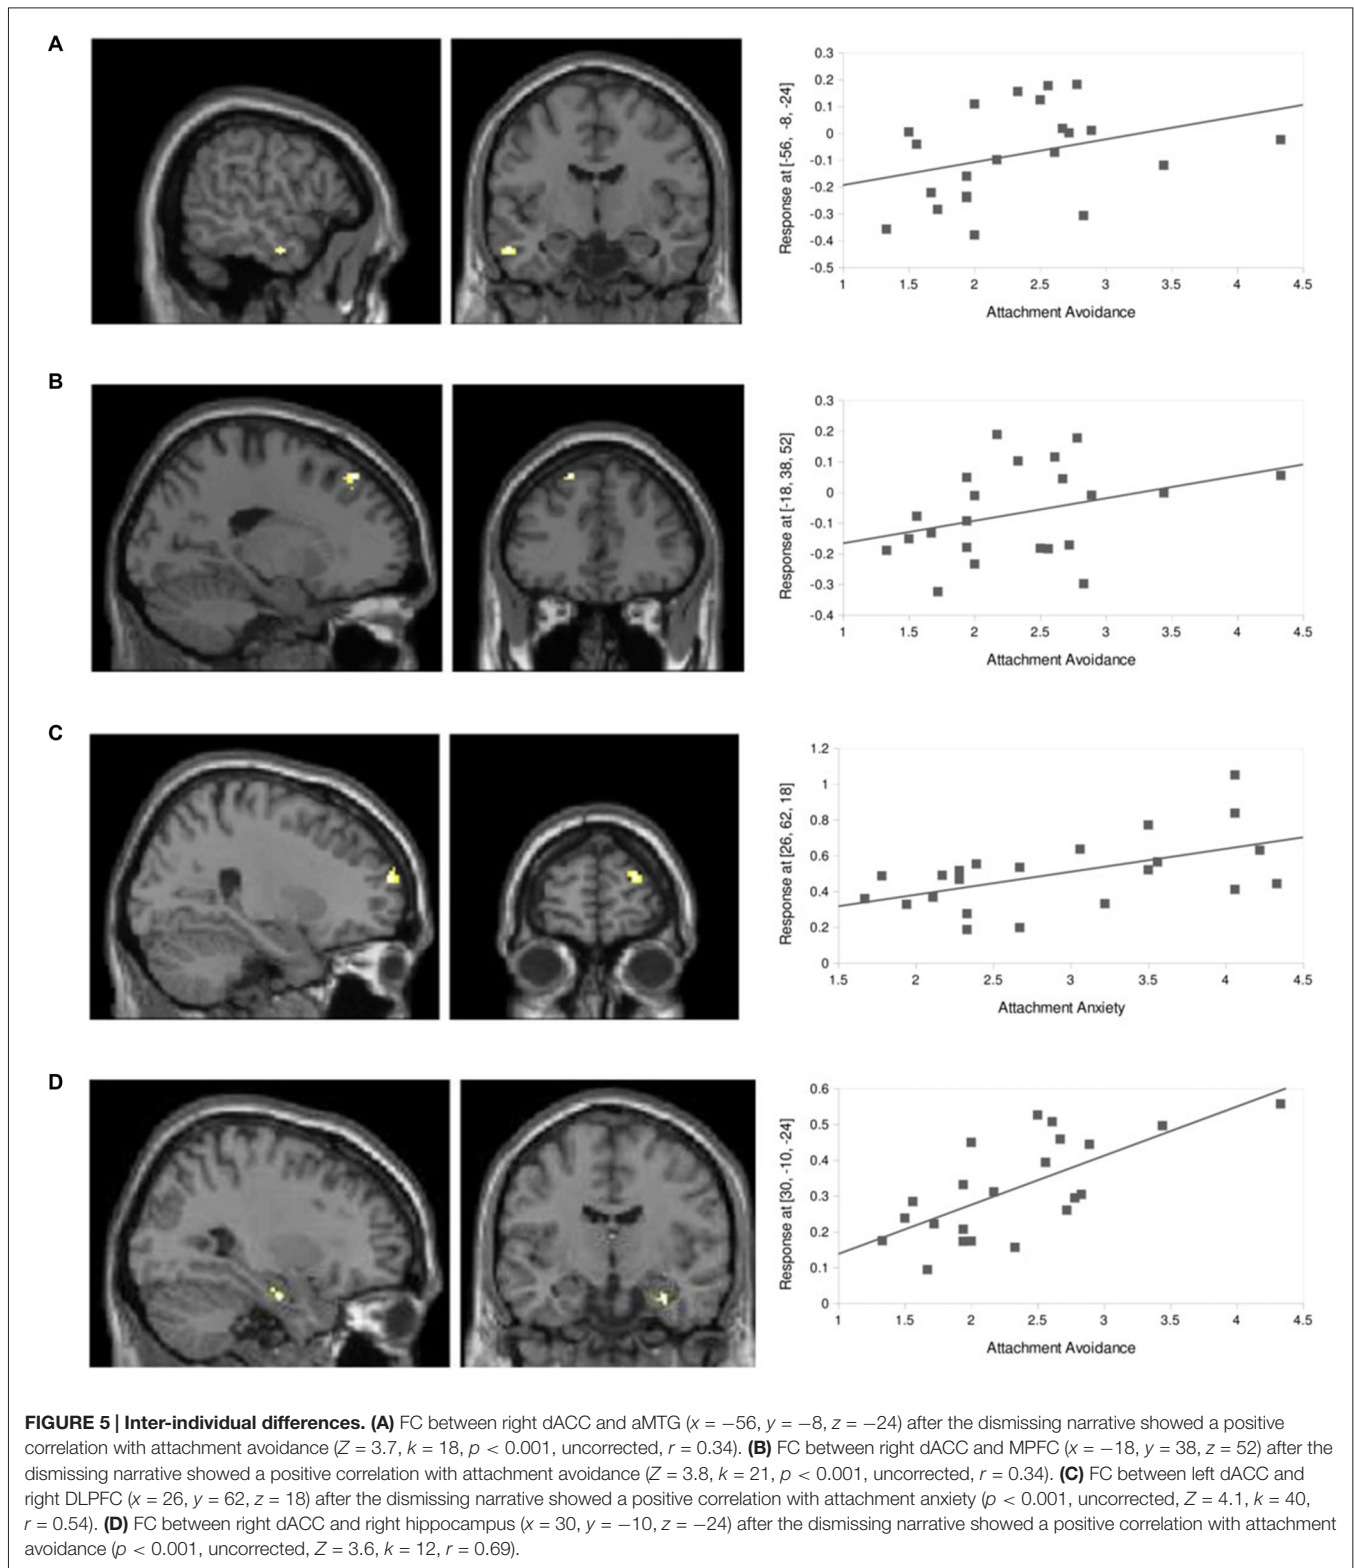 A
0.3
0.2
0.1
0
-0.1
-0.2
-0.3
-0.4
-0.5
Response at [-56, -8, -24]
1 1.5 2 2.5 3 3.5 4 4.5
Attachment Avoidance
B
0.3
0.2
0.1
0
-0.1
-0.2
-0.3
-0.4
Response at [-18, 38, 52]
1 1.5 2 2.5 3 3.5 4 4.5
Attachment Avoidance
C
1.2
1
0.8
0.6
0.4
0.2
0
Response at [26, 62, 18]
1.5 2 2.5 3 3.5 4 4.5
Attachment Anxiety
D
0.6
0.5
0.4
0.3
0.2
0.1
0
Response at [30, -10, -24]
1 1.5 2 2.5 3 3.5 4 4.5
Attachment Avoidance
FIGURE 5 | Inter-individual differences. (A) FC between right dACC and aMTG (x = −56, y = −8, z = −24) after the dismissing narrative showed a positive
correlation with attachment avoidance (Z = 3.7, k = 18, p < 0.001, uncorrected, r = 0.34). (B) FC between right dACC and MPFC (x = −18, y = 38, z = 52) after the
dismissing narrative showed a positive correlation with attachment avoidance (Z = 3.8, k = 21, p < 0.001, uncorrected, r = 0.34). (C) FC between left dACC and
right DLPFC (x = 26, y = 62, z = 18) after the dismissing narrative showed a positive correlation with attachment anxiety (p < 0.001, uncorrected, Z = 4.1, k = 40,
r = 0.54). (D) FC between right dACC and right hippocampus (x = 30, y = −10, z = −24) after the dismissing narrative showed a positive correlation with attachment
avoidance (p < 0.001, uncorrected, Z = 3.6, k = 12, r = 0.69).